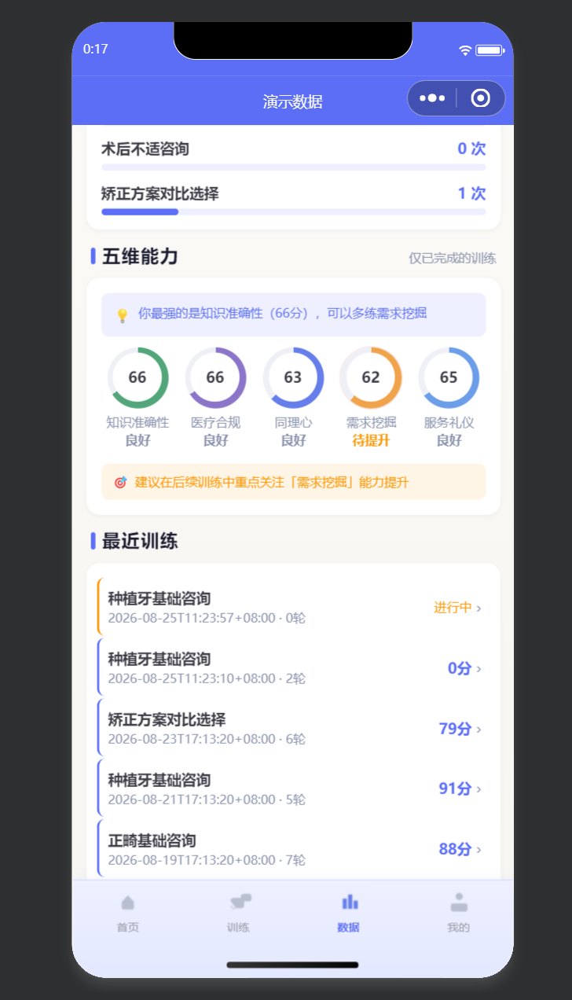 0:17
演示数据
术后不适咨询 0 次
矫正方案对比选择 1 次
五维能力 仅已完成的训练
你最强的是知识准确性（66分），可以多练需求挖掘
66 66 63 62 65
知识准确性 医疗合规 同理心 需求挖掘 服务礼仪
良好 良好 良好 待提升 良好
建议在后续训练中重点关注「需求挖掘」能力提升
最近训练
种植牙基础咨询
2026-08-25T11:23:57+08:00 · 0轮 进行中 ›
种植牙基础咨询
2026-08-25T11:23:10+08:00 · 2轮 0分 ›
矫正方案对比选择
2026-08-23T17:13:20+08:00 · 6轮 79分 ›
种植牙基础咨询
2026-08-21T17:13:20+08:00 · 5轮 91分 ›
正畸基础咨询
2026-08-19T17:13:20+08:00 · 7轮 88分 ›
首页 训练 数据 我的